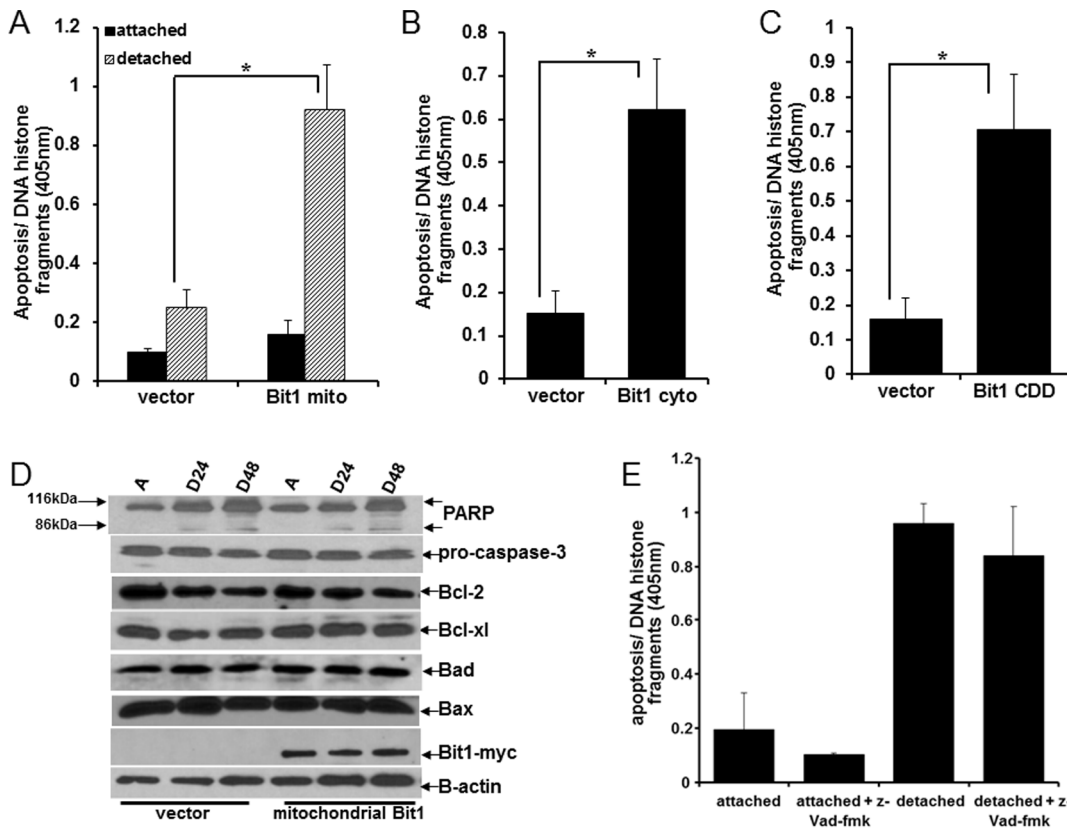 A
Apoptosis/ DNA histone
fragments (405nm)
1.2
1
0.8
0.6
0.4
0.2
0
attached
detached
*
vector
Bit1 mito
B
Apoptosis/ DNA histone
fragments (405nm)
0.8
0.7
0.6
0.5
0.4
0.3
0.2
0.1
0
*
vector
Bit1 cyto
C
Apoptosis/ DNA histone
fragments (405nm)
1
0.9
0.8
0.7
0.6
0.5
0.4
0.3
0.2
0.1
0
*
vector
Bit1 CDD
D
A D24 D48 A D24 D48
116kDa
86kDa
PARP
pro-caspase-3
Bcl-2
Bcl-xl
Bad
Bax
Bit1-myc
B-actin
vector
mitochondrial Bit1
E
apoptosis/ DNA histone
fragments (405nm)
1.2
1
0.8
0.6
0.4
0.2
0
attached
attached + z-
Vad-fmk
detached
detached + z-
Vad-fmk